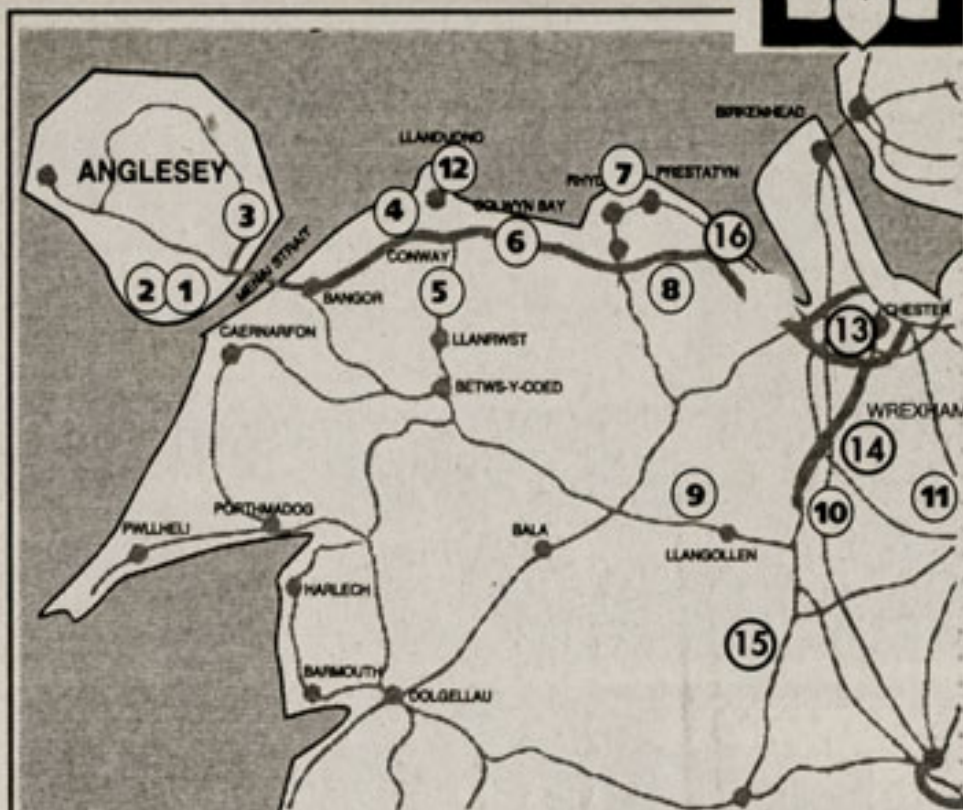 BIRKENHEAD
LLANDUDNO
12
ANGLESEY
7
PRESTATYN
3
4
COLWYN BAY
16
MENAI STRAIT
6
CONWAY
2
1
5
8
BANGOR
CHESTER
13
CAERNARFON
LLANRWST
BETWS-Y-COED
WREXHAM
14
9
11
10
PORTHMADOG
PWLLHELI
BALA
LLANGOLLEN
HARLECH
15
BARMOUTH
DOLGELLAU